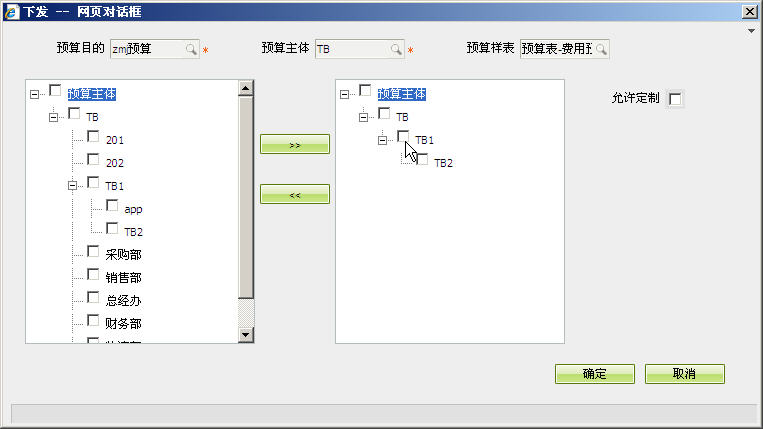 下发 -- 网页对话框
预算目的 zmj预算 * 预算主体 TB * 预算样表 预算表-费用预
预算主体
TB
201
202
TB1
app
TB2
采购部
销售部
总经办
财务部
>>
<<
预算主体
TB
TB1
TB2
允许定制
确定 取消